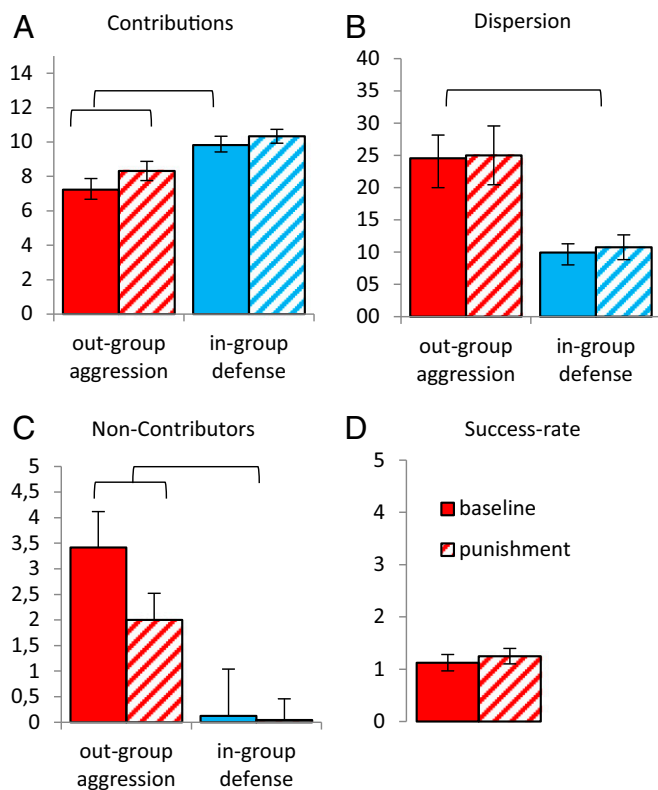 A
Contributions
14
12
10
8
6
4
2
0
out-group
aggression
in-group
defense
B
Dispersion
40
35
30
25
20
15
10
05
00
out-group
aggression
in-group
defense
C
Non-Contributors
5
4,5
4
3,5
3
2,5
2
1,5
1
0,5
0
out-group
aggression
in-group
defense
D
Success-rate
5
4
3
2
1
0
baseline
punishment